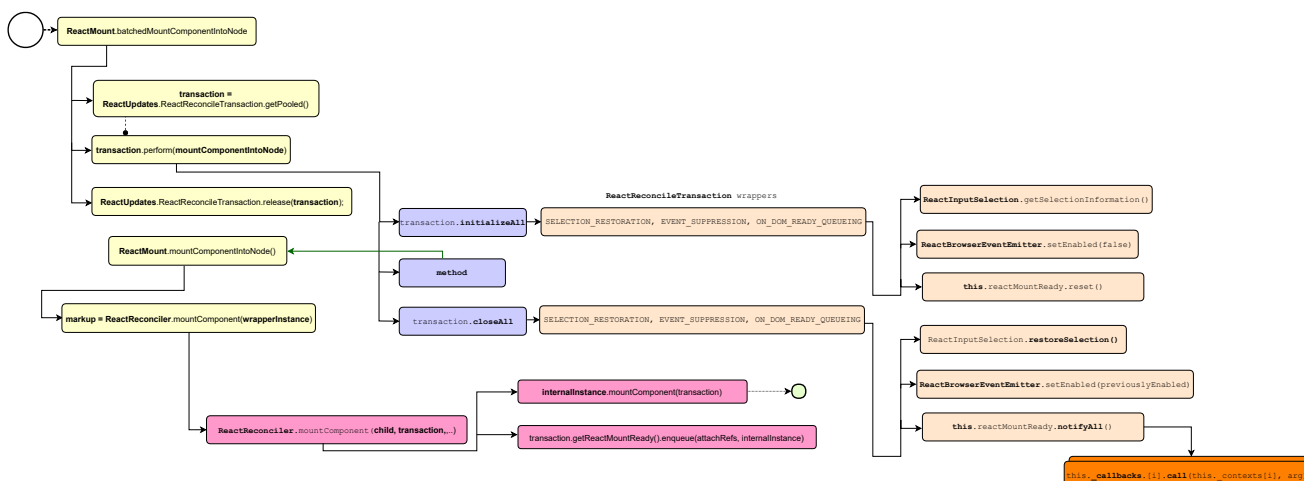 ReactMount.batchedMountComponentIntoNode
transaction =
ReactUpdates.ReactReconcileTransaction.getPooled()
transaction.perform(mountComponentIntoNode)
ReactUpdates.ReactReconcileTransaction.release(transaction);
ReactReconcileTransaction wrappers
transaction.initializeAll
SELECTION_RESTORATION, EVENT_SUPPRESSION, ON_DOM_READY_QUEUEING
ReactInputSelection.getSelectionInformation()
ReactBrowserEventEmitter.setEnabled(false)
this.reactMountReady.reset()
ReactMount.mountComponentIntoNode()
method
markup = ReactReconciler.mountComponent(wrapperInstance)
transaction.closeAll
SELECTION_RESTORATION, EVENT_SUPPRESSION, ON_DOM_READY_QUEUEING
ReactInputSelection.restoreSelection()
ReactBrowserEventEmitter.setEnabled(previouslyEnabled)
this.reactMountReady.notifyAll()
internalInstance.mountComponent(transaction)
ReactReconciler.mountComponent(child, transaction,...)
transaction.getReactMountReady().enqueue(attachRefs, internalInstance)
this._callbacks.[i].call(this._contexts[i], arg